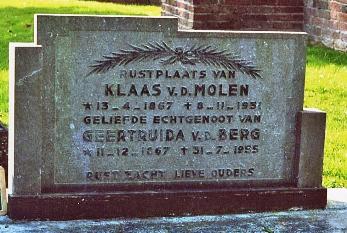 RUSTPLAATS VAN
KLAAS V.D. MOLEN
★ 13-4-1867 ✝ 8-11-1951
GELIEFDE ECHTGENOOT VAN
GEERTRUIDA V.D. BERG
★ 11-12-1867 ✝ 31-7-1955
RUST ZACHT LIEVE OUDERS